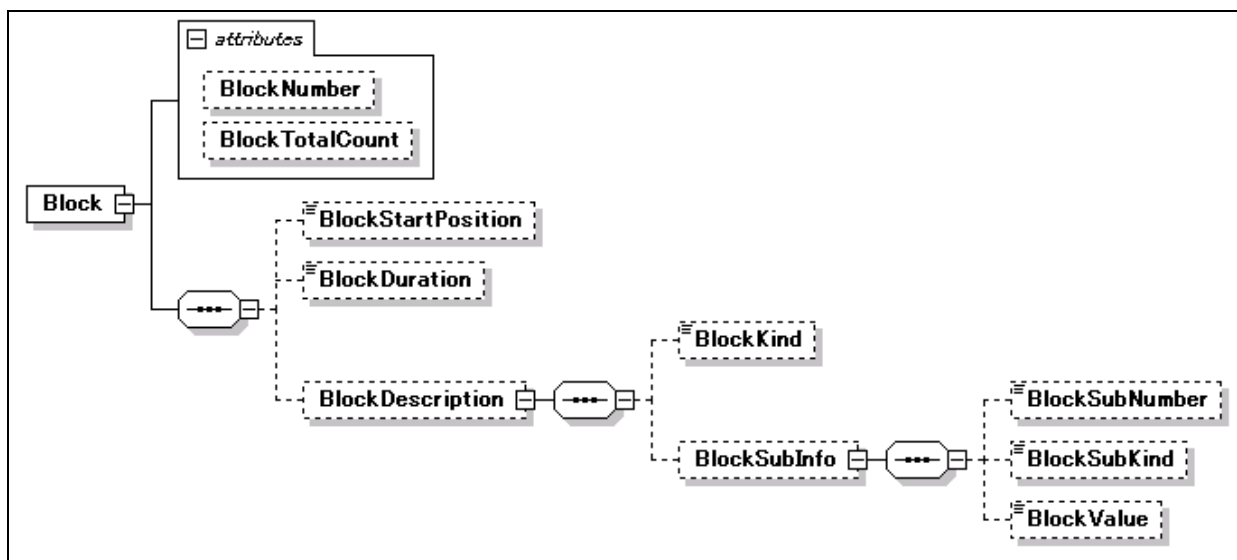 attributes
BlockNumber
BlockTotalCount
Block
BlockStartPosition
BlockDuration
BlockDescription
BlockKind
BlockSubInfo
BlockSubNumber
BlockSubKind
BlockValue